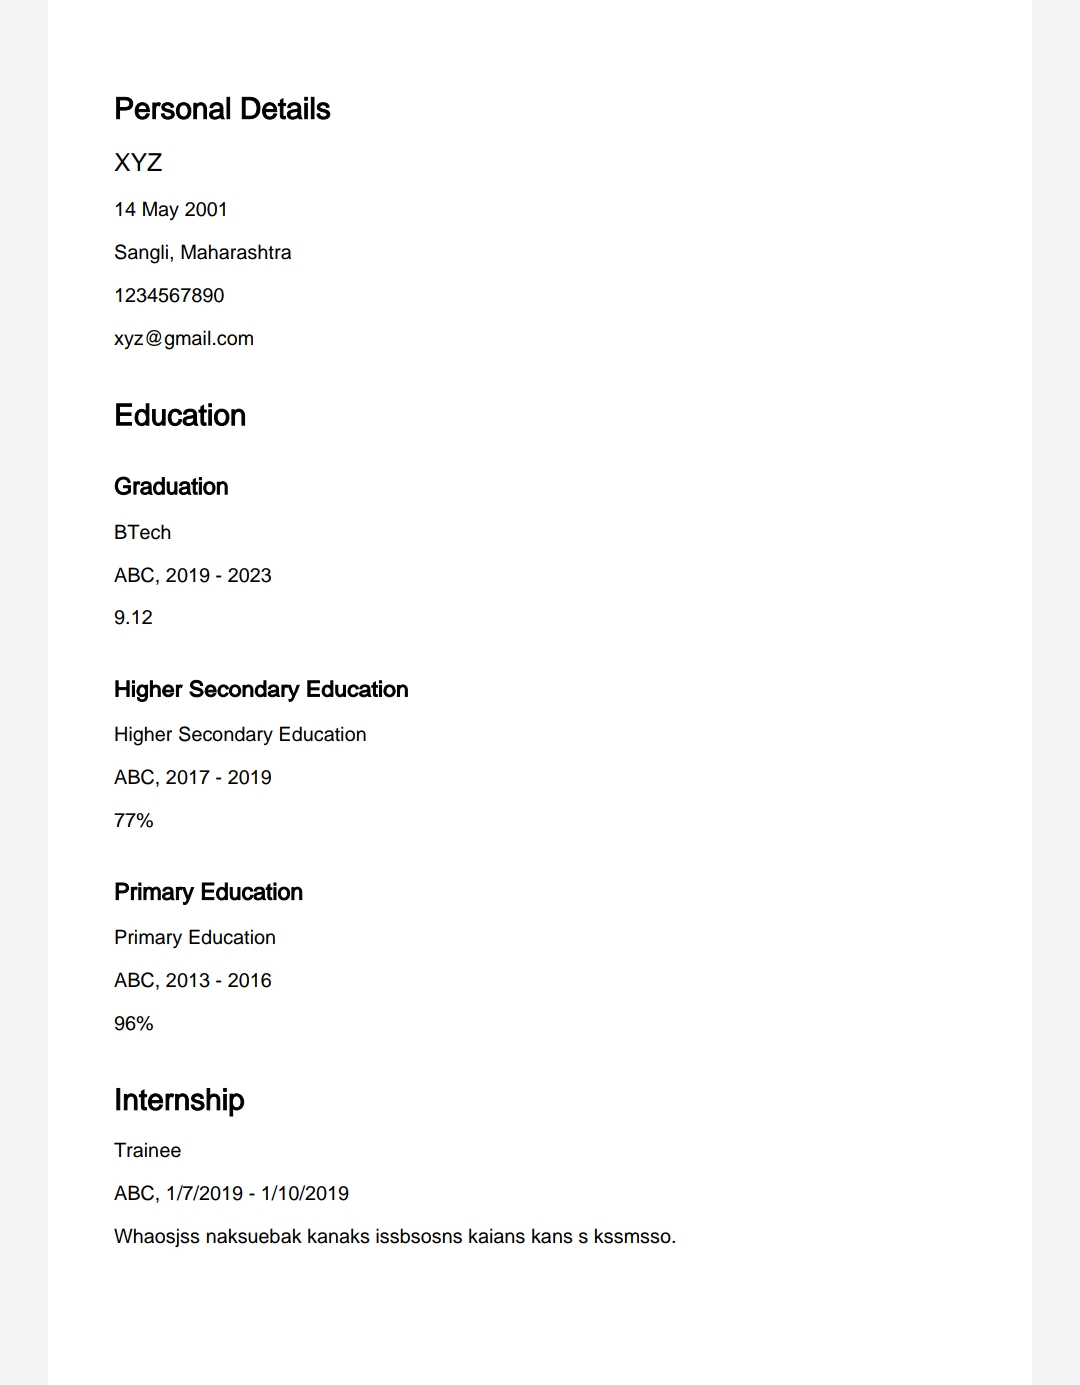 Personal Details
XYZ
14 May 2001
Sangli, Maharashtra
1234567890
xyz@gmail.com
Education
Graduation
BTech
ABC, 2019 - 2023
9.12
Higher Secondary Education
Higher Secondary Education
ABC, 2017 - 2019
77%
Primary Education
Primary Education
ABC, 2013 - 2016
96%
Internship
Trainee
ABC, 1/7/2019 - 1/10/2019
Whaosjss naksuebak kanaks issbsosns kaians kans s kssmsso.